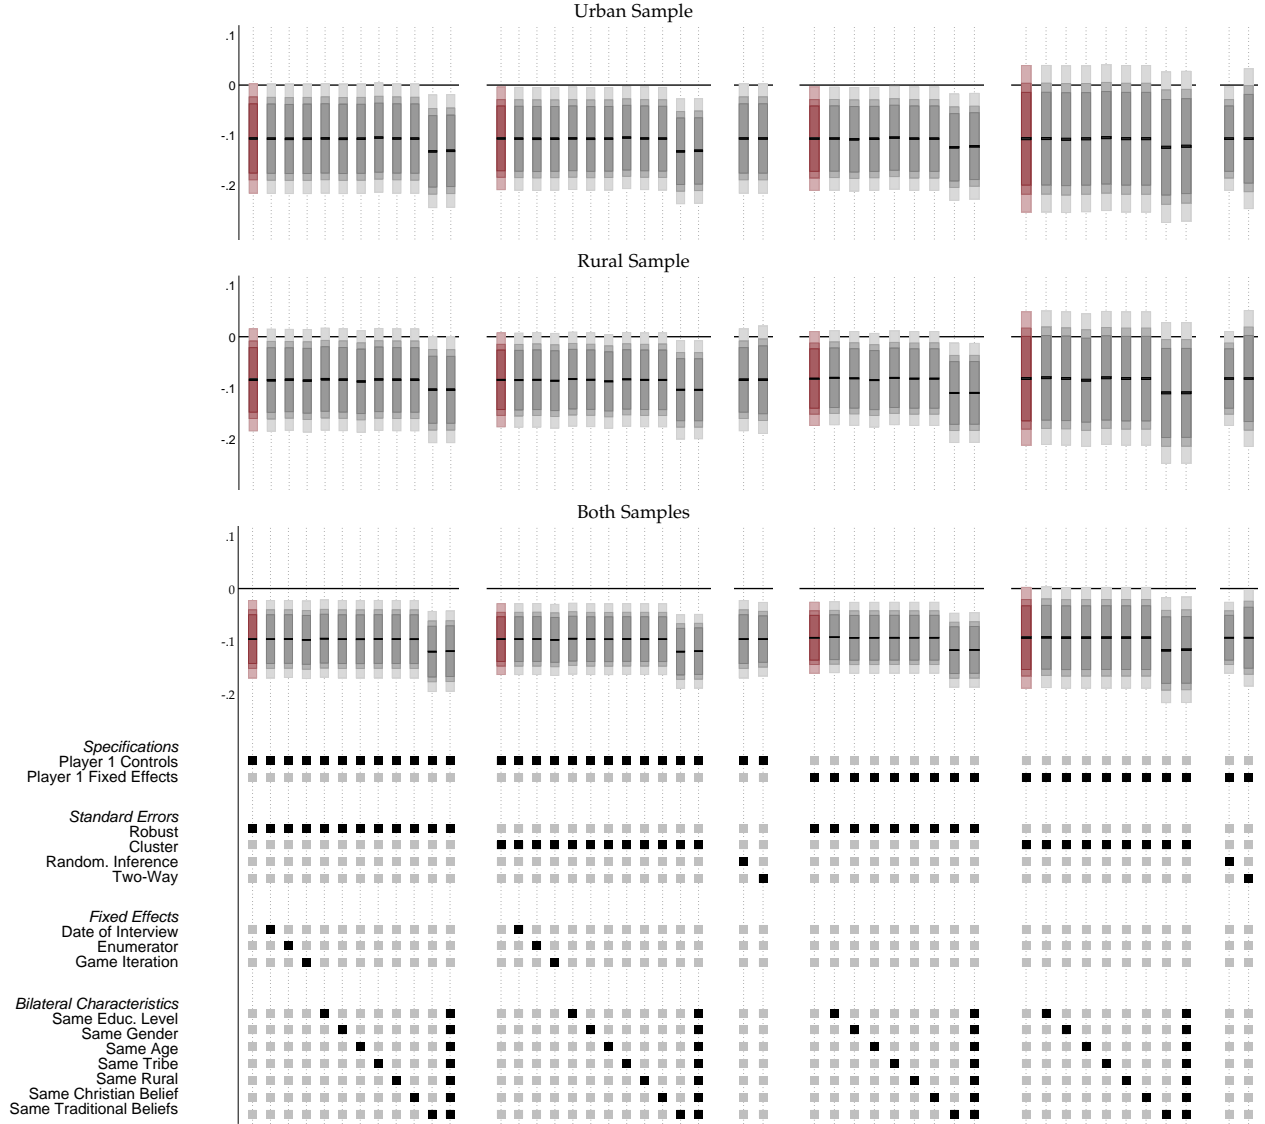 Urban Sample
.1
0
-.1
-.2
Rural Sample
.1
0
-.1
-.2
Both Samples
.1
0
-.1
-.2
Specifications
Player 1 Controls
Player 1 Fixed Effects
Standard Errors
Robust
Cluster
Random. Inference
Two-Way
Fixed Effects
Date of Interview
Enumerator
Game Iteration
Bilateral Characteristics
Same Educ. Level
Same Gender
Same Age
Same Tribe
Same Rural
Same Christian Belief
Same Traditional Beliefs